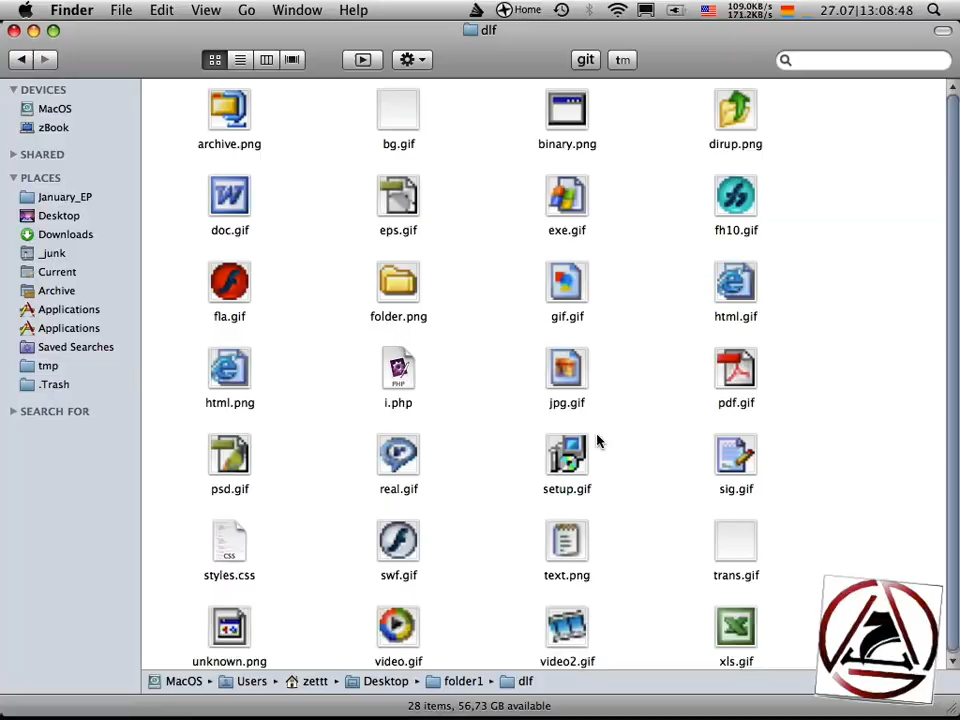 Finder File Edit View Go Window Help Home 109.0KB/s 171.2KB/s 27.07|13:08:48
dlf
git tm
DEVICES
MacOS
zBook
SHARED
PLACES
January_EP
Desktop
Downloads
_junk
Current
Archive
Applications
Applications
Saved Searches
tmp
.Trash
SEARCH FOR
archive.png bg.gif binary.png dirup.png
doc.gif eps.gif exe.gif fh10.gif
fla.gif folder.png gif.gif html.gif
html.png i.php jpg.gif pdf.gif
psd.gif real.gif setup.gif sig.gif
styles.css swf.gif text.png trans.gif
unknown.png video.gif video2.gif xls.gif
MacOS Users zettt Desktop folder1 dlf
28 items, 56,73 GB available